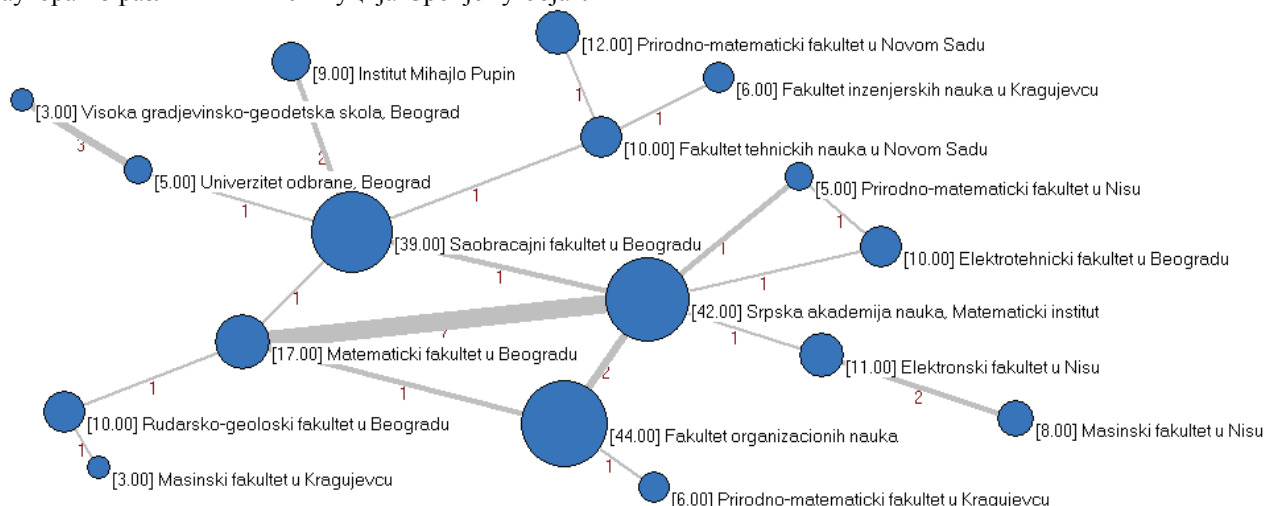 [12.00] Prirodno-matematicki fakultet u Novom Sadu
[9.00] Institut Mihajlo Pupin
[6.00] Fakultet inzenjerskih nauka u Kragujevcu
1
1
[3.00] Visoka gradjevinsko-geodetska skola, Beograd
3
2
[10.00] Fakultet tehnickih nauka u Novom Sadu
[5.00] Univerzitet odbrane, Beograd
1
1
[5.00] Prirodno-matematicki fakultet u Nisu
1
1
[39.00] Saobracajni fakultet u Beogradu
[10.00] Elektrotehnicki fakultet u Beogradu
1
1
1
[42.00] Srpska akademija nauka, Matematicki institut
7
1
[17.00] Matematicki fakultet u Beogradu
[11.00] Elektronski fakultet u Nisu
1
1
2
2
[10.00] Rudarsko-geoloski fakultet u Beogradu
[44.00] Fakultet organizacionih nauka
[8.00] Masinski fakultet u Nisu
1
1
[3.00] Masinski fakultet u Kragujevcu
[6.00] Prirodno-matematicki fakultet u Kragujevcu